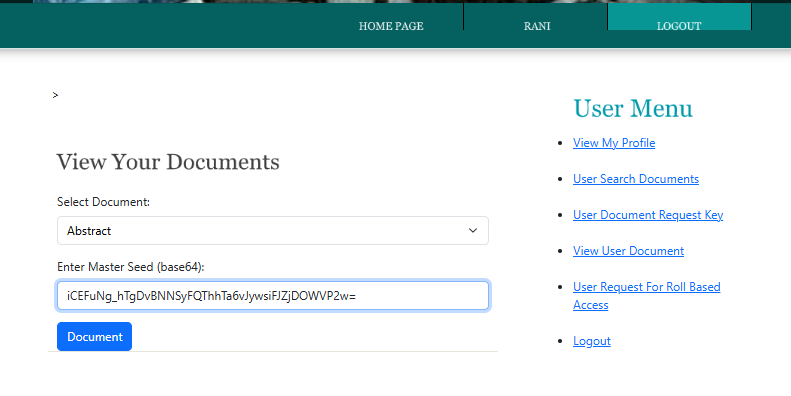 HOME PAGE RANI LOGOUT
>
View Your Documents
Select Document:
Abstract
Enter Master Seed (base64):
iCEFuNg_hTgDvBNNSyFQThhTa6vJywsiFJZjDOWVP2w=
Document
User Menu
View My Profile
User Search Documents
User Document Request Key
View User Document
User Request For Roll Based
Access
Logout